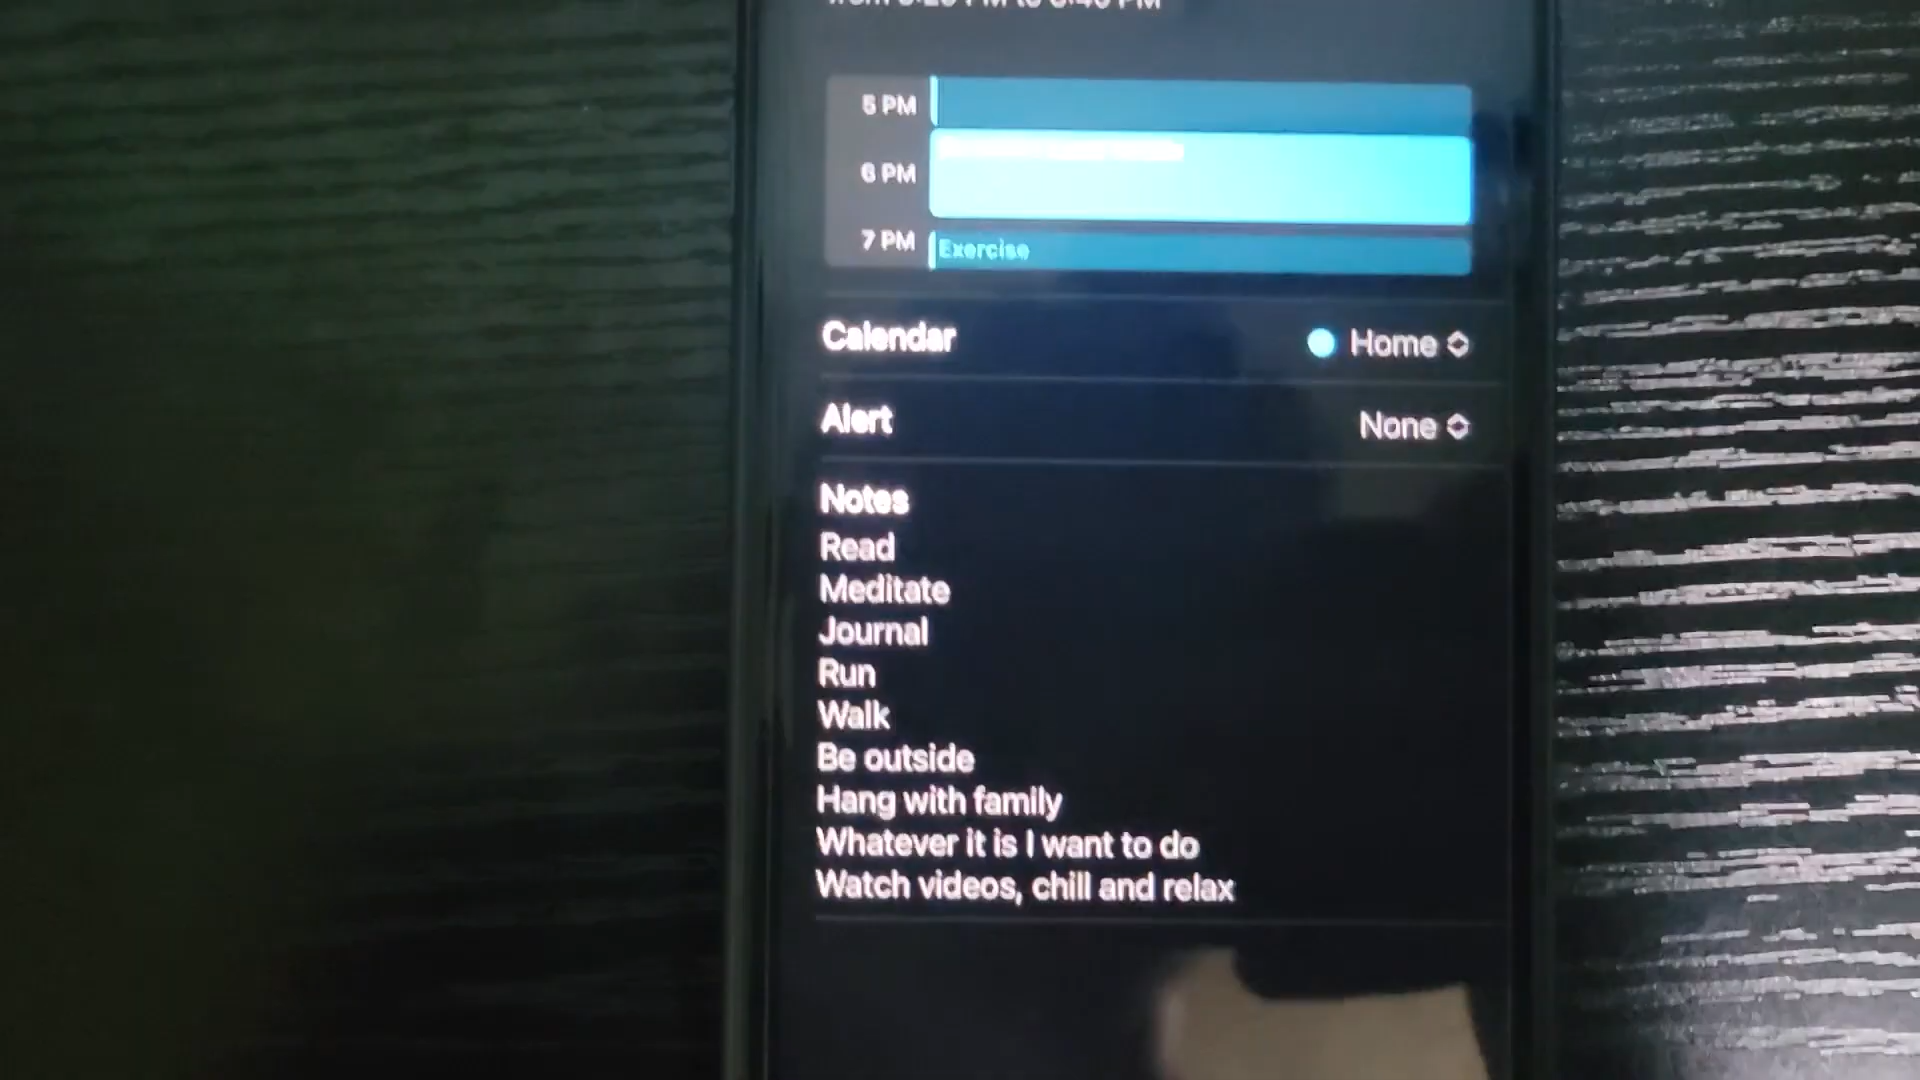 5 PM
6 PM
7 PM
Exercise
Calendar
Home
Alert
None
Notes
Read
Meditate
Journal
Run
Walk
Be outside
Hang with family
Whatever it is I want to do
Watch videos, chill and relax